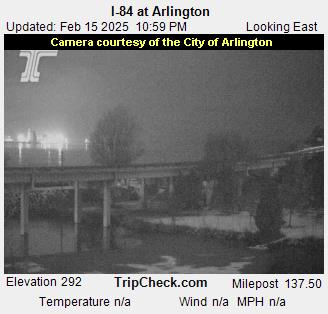 I-84 at Arlington
Updated: Feb 15 2025 10:59 PM Looking East
Camera courtesy of the City of Arlington
Elevation 292 TripCheck.com Milepost 137.50
Temperature n/a Wind n/a MPH n/a